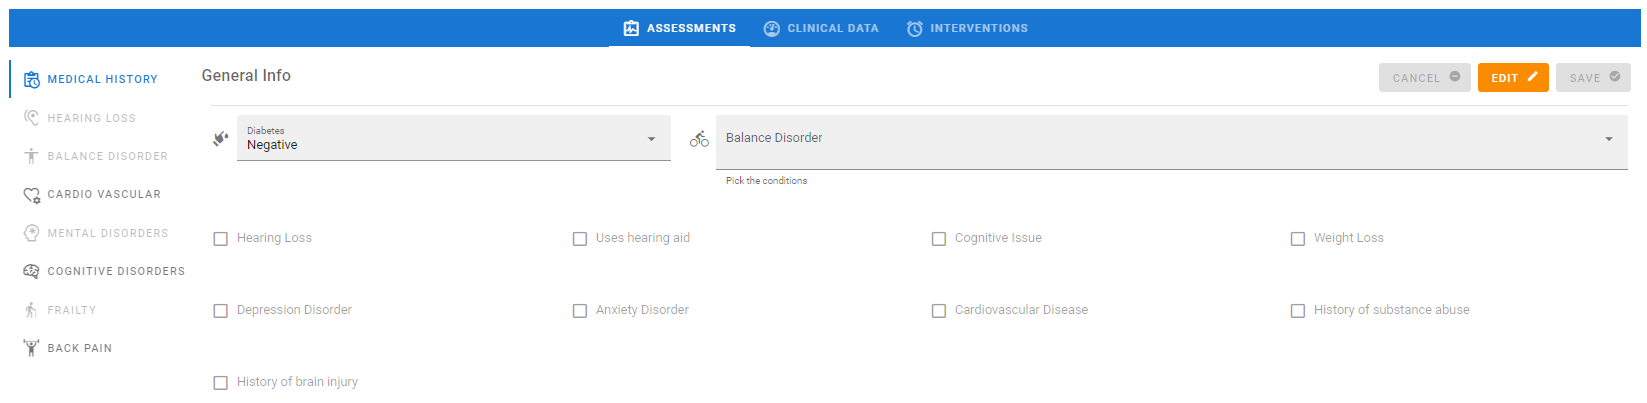 ASSESSMENTS CLINICAL DATA INTERVENTIONS
MEDICAL HISTORY
HEARING LOSS
BALANCE DISORDER
CARDIO VASCULAR
MENTAL DISORDERS
COGNITIVE DISORDERS
FRAILTY
BACK PAIN
General Info
CANCEL EDIT SAVE
Diabetes
Negative
Balance Disorder
Pick the conditions
Hearing Loss Uses hearing aid Cognitive Issue Weight Loss
Depression Disorder Anxiety Disorder Cardiovascular Disease History of substance abuse
History of brain injury